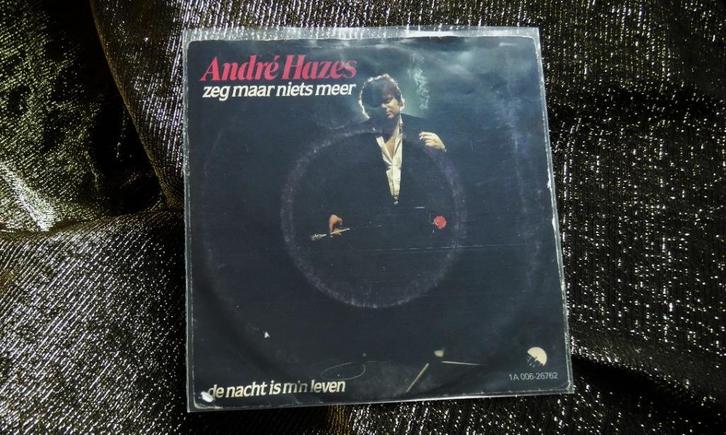 André Hazes
zeg maar niets meer
de nacht is m'n leven
1A 006-26762